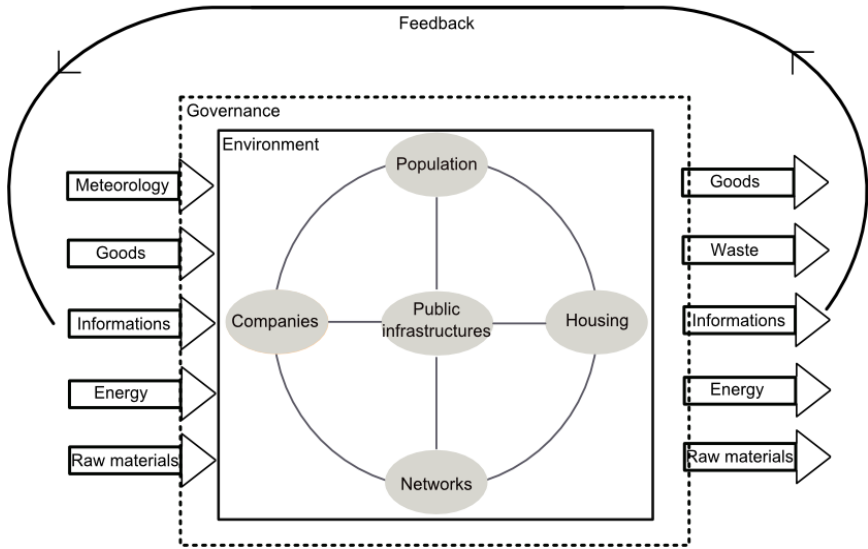 Feedback
Governance
Environment
Population
Meteorology
Goods
Goods
Waste
Public
infrastructures
Companies
Housing
Informations
Informations
Energy
Energy
Raw materials
Raw materials
Networks